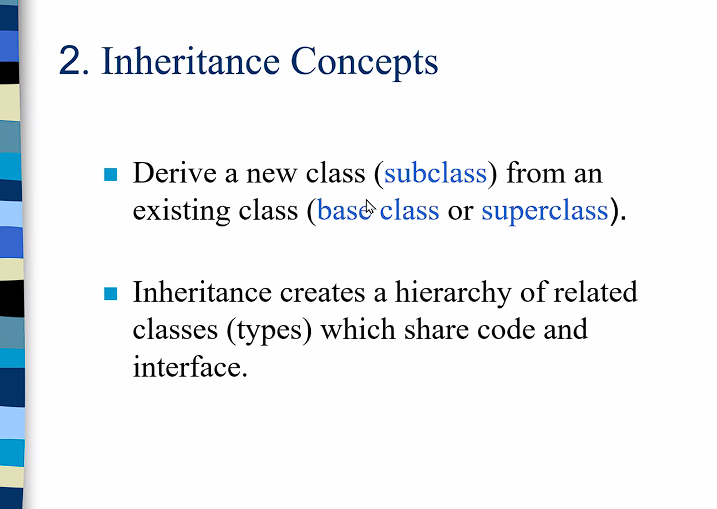 2. Inheritance Concepts
Derive a new class (subclass) from an
existing class (base class or superclass).
Inheritance creates a hierarchy of related
classes (types) which share code and
interface.